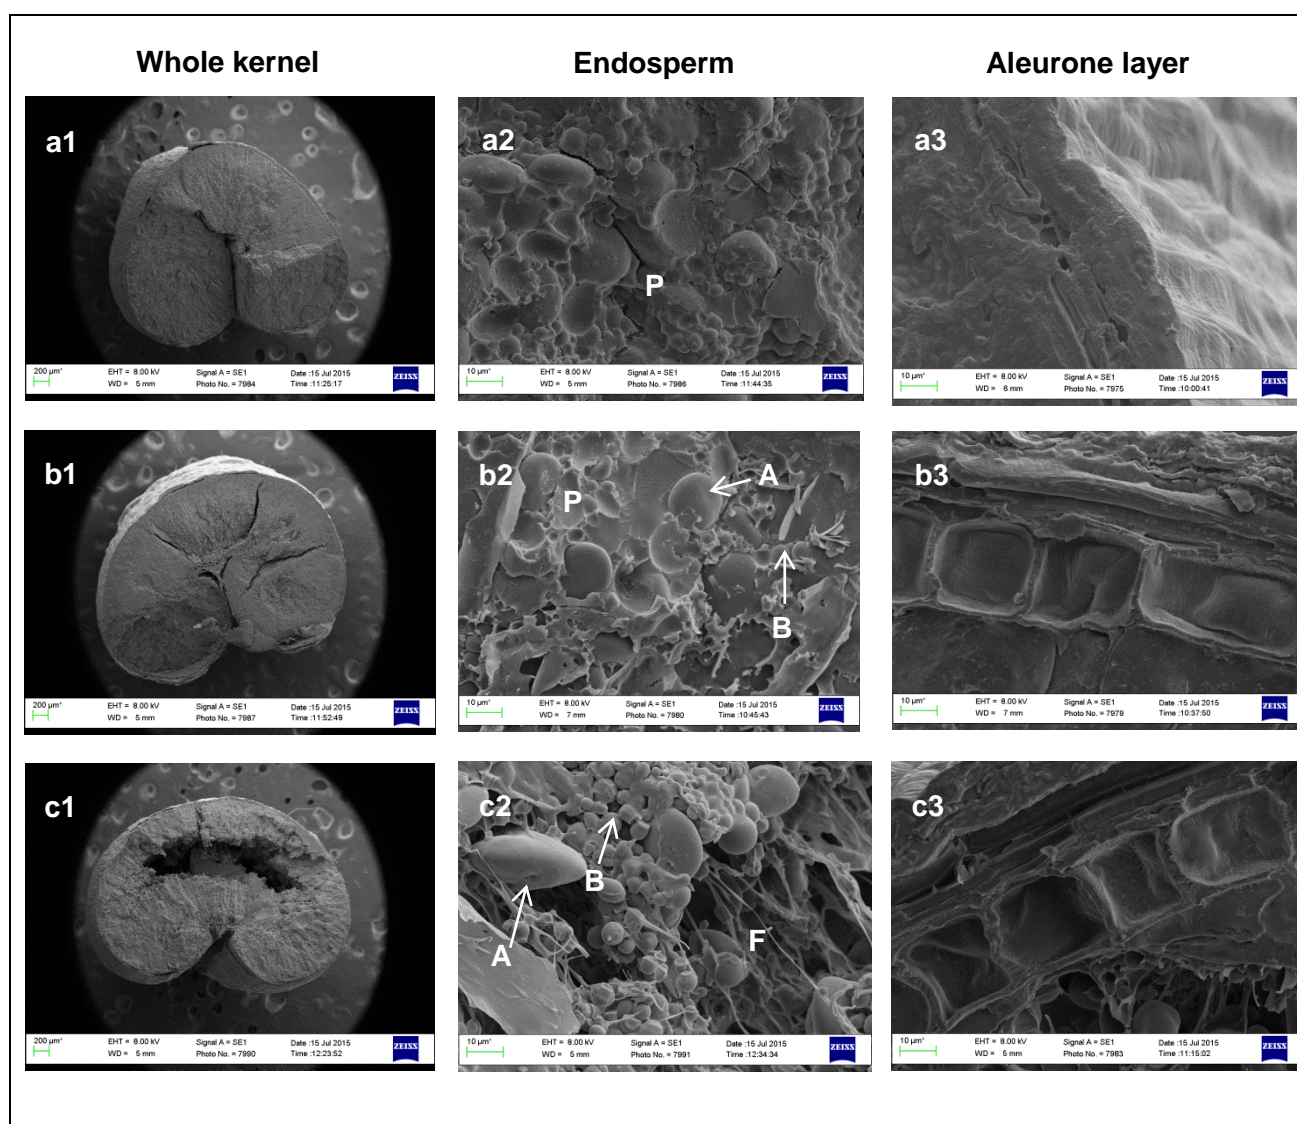 Whole kernel
Endosperm
Aleurone layer
a1
a2
P
a3
200 µm*
EHT = 8.00 kV
WD = 5 mm
Signal A = SE1
Photo No. = 7984
Date :15 Jul 2015
Time :11:25:17
ZEISS
10 µm*
EHT = 8.00 kV
WD = 5 mm
Signal A = SE1
Photo No. = 7986
Date :15 Jul 2015
Time :11:44:35
ZEISS
10 µm*
EHT = 8.00 kV
WD = 6 mm
Signal A = SE1
Photo No. = 7975
Date :15 Jul 2015
Time :10:00:41
ZEISS
b1
b2
P
A
B
b3
200 µm*
EHT = 8.00 kV
WD = 5 mm
Signal A = SE1
Photo No. = 7987
Date :15 Jul 2015
Time :11:52:49
ZEISS
10 µm*
EHT = 8.00 kV
WD = 7 mm
Signal A = SE1
Photo No. = 7980
Date :15 Jul 2015
Time :10:45:43
ZEISS
10 µm*
EHT = 8.00 kV
WD = 7 mm
Signal A = SE1
Photo No. = 7979
Date :15 Jul 2015
Time :10:37:50
ZEISS
c1
c2
B
A
F
c3
200 µm*
EHT = 8.00 kV
WD = 5 mm
Signal A = SE1
Photo No. = 7990
Date :15 Jul 2015
Time :12:23:52
ZEISS
10 µm*
EHT = 8.00 kV
WD = 5 mm
Signal A = SE1
Photo No. = 7991
Date :15 Jul 2015
Time :12:34:34
ZEISS
10 µm*
EHT = 8.00 kV
WD = 5 mm
Signal A = SE1
Photo No. = 7983
Date :15 Jul 2015
Time :11:15:02
ZEISS